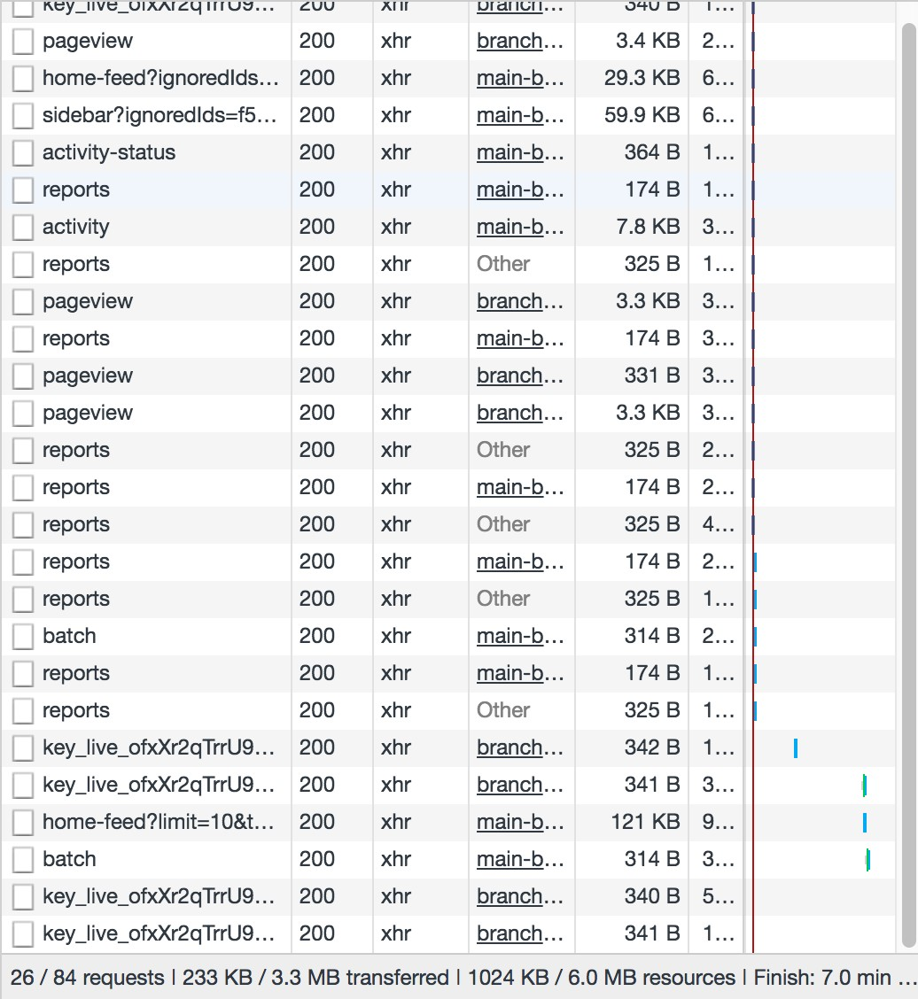 key_live_ofxXr2qTrrU9… 200 xhr branch… 340 B 1…
pageview 200 xhr branch… 3.4 KB 2…
home-feed?ignoredIds… 200 xhr main-b… 29.3 KB 6…
sidebar?ignoredIds=f5… 200 xhr main-b… 59.9 KB 6…
activity-status 200 xhr main-b… 364 B 1…
reports 200 xhr main-b… 174 B 1…
activity 200 xhr main-b… 7.8 KB 3…
reports 200 xhr Other 325 B 1…
pageview 200 xhr branch… 3.3 KB 3…
reports 200 xhr main-b… 174 B 3…
pageview 200 xhr branch… 331 B 3…
pageview 200 xhr branch… 3.3 KB 3…
reports 200 xhr Other 325 B 2…
reports 200 xhr main-b… 174 B 2…
reports 200 xhr Other 325 B 4…
reports 200 xhr main-b… 174 B 2…
reports 200 xhr Other 325 B 1…
batch 200 xhr main-b… 314 B 2…
reports 200 xhr main-b… 174 B 1…
reports 200 xhr Other 325 B 1…
key_live_ofxXr2qTrrU9… 200 xhr branch… 342 B 1…
key_live_ofxXr2qTrrU9… 200 xhr branch… 341 B 3…
home-feed?limit=10&t… 200 xhr main-b… 121 KB 9…
batch 200 xhr main-b… 314 B 3…
key_live_ofxXr2qTrrU9… 200 xhr branch… 340 B 5…
key_live_ofxXr2qTrrU9… 200 xhr branch… 341 B 1…
26 / 84 requests | 233 KB / 3.3 MB transferred | 1024 KB / 6.0 MB resources | Finish: 7.0 min …